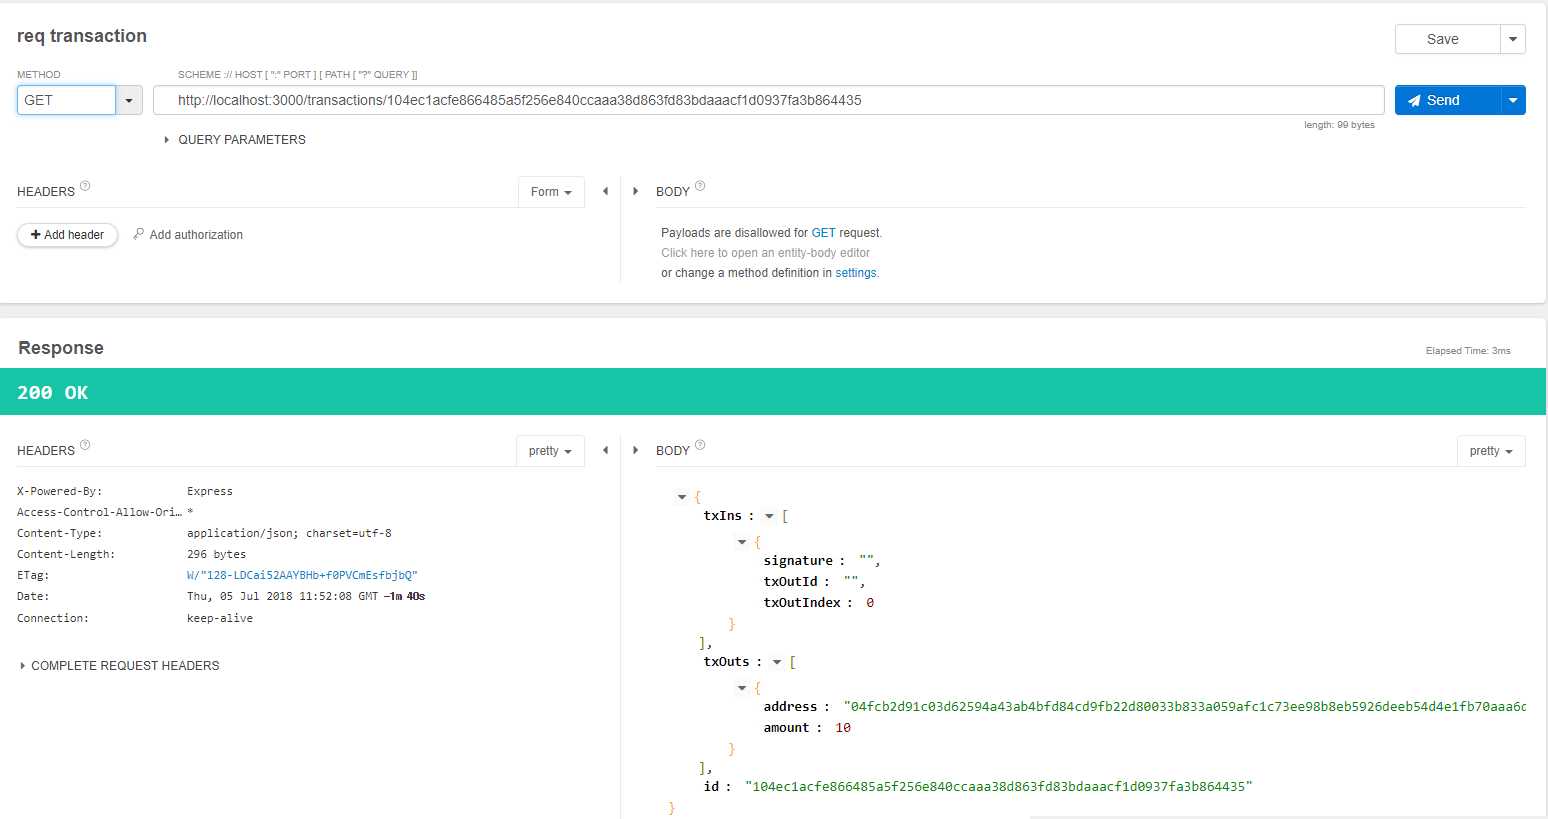 req transaction
Save
METHOD
SCHEME :// HOST [ ":" PORT ] [ PATH [ "?" QUERY ]]
GET
http://localhost:3000/transactions/104ec1acfe866485a5f256e840ccaaa38d863fd83bdaaacf1d0937fa3b864435
Send
length: 99 bytes
QUERY PARAMETERS
HEADERS ?
Form
BODY ?
+ Add header
Add authorization
Payloads are disallowed for GET request.
Click here to open an entity-body editor
or change a method definition in settings.
Response
Elapsed Time: 3ms
200 OK
HEADERS ?
pretty
BODY ?
pretty
X-Powered-By: Express
Access-Control-Allow-Ori… *
Content-Type: application/json; charset=utf-8
Content-Length: 296 bytes
ETag: W/"128-LDCai52AAYBHb+f0PVCmEsfbjbQ"
Date: Thu, 05 Jul 2018 11:52:08 GMT –1m 40s
Connection: keep-alive
COMPLETE REQUEST HEADERS
{
txIns : [
{
signature : "",
txOutId : "",
txOutIndex : 0
}
],
txOuts : [
{
address : "04fcb2d91c03d62594a43ab4bfd84cd9fb22d80033b833a059afc1c73ee98b8eb5926deeb54d4e1fb70aaa6d
amount : 10
}
],
id : "104ec1acfe866485a5f256e840ccaaa38d863fd83bdaaacf1d0937fa3b864435"
}